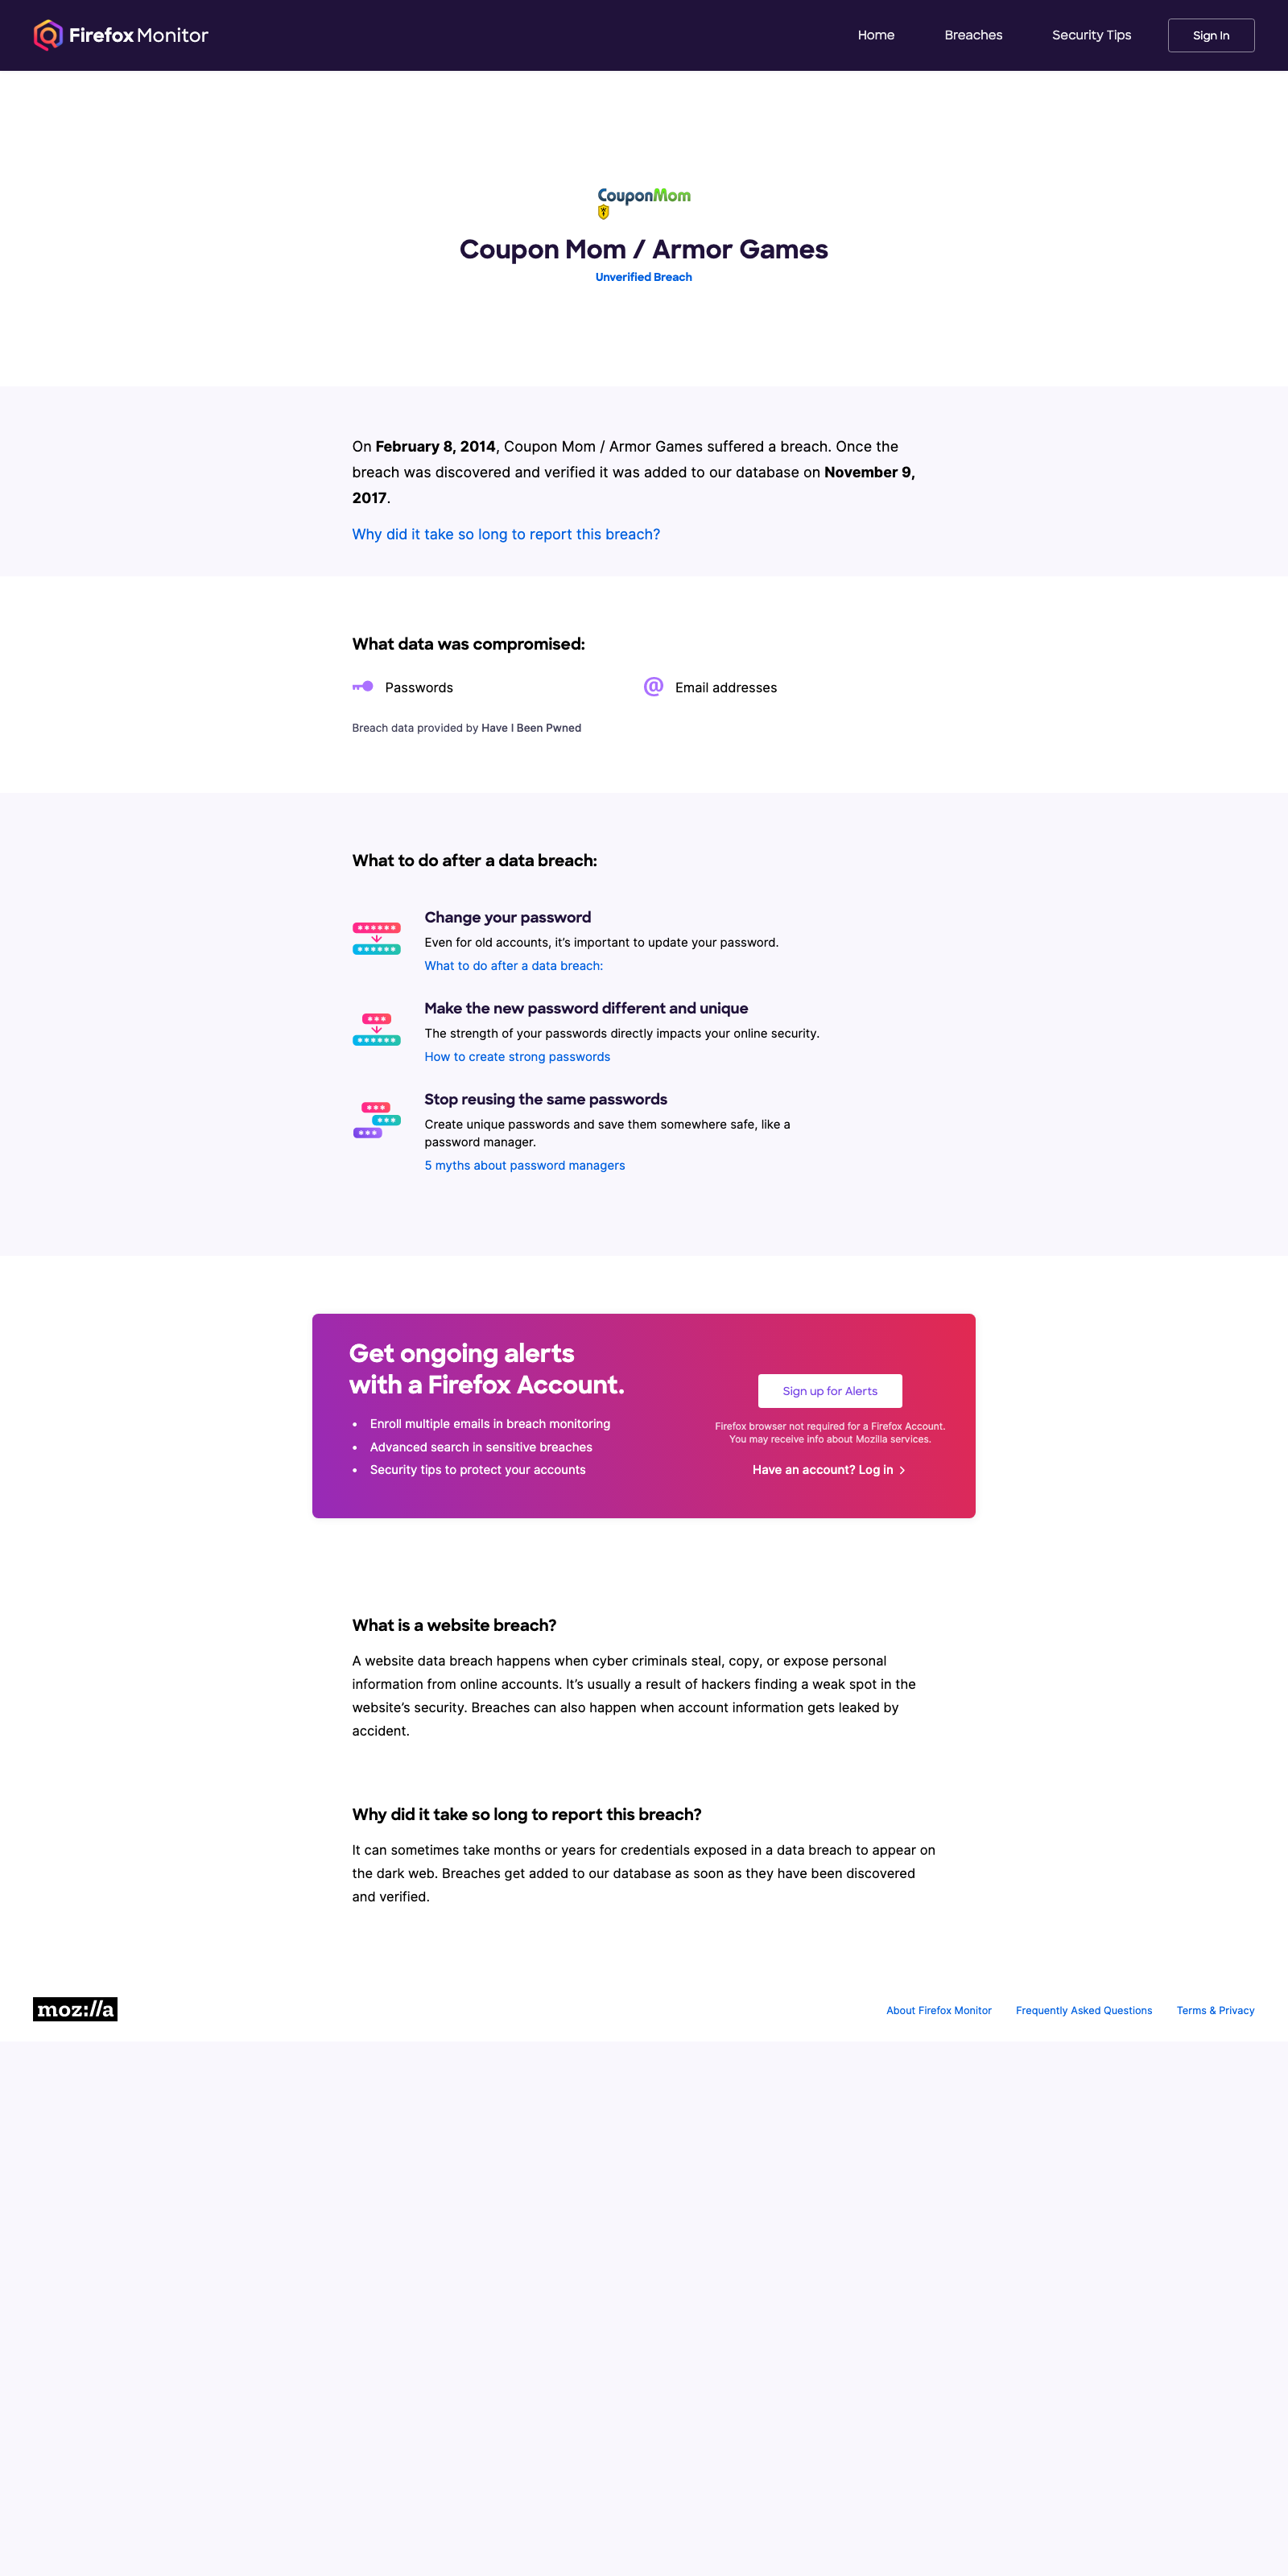 Firefox Monitor
Home
Breaches
Security Tips
Sign In
CouponMom
Coupon Mom / Armor Games
Unverified Breach
On February 8, 2014, Coupon Mom / Armor Games suffered a breach. Once the
breach was discovered and verified it was added to our database on November 9,
2017.
Why did it take so long to report this breach?
What data was compromised:
Passwords
Email addresses
Breach data provided by Have I Been Pwned
What to do after a data breach:
Change your password
Even for old accounts, it’s important to update your password.
What to do after a data breach:
Make the new password different and unique
The strength of your passwords directly impacts your online security.
How to create strong passwords
Stop reusing the same passwords
Create unique passwords and save them somewhere safe, like a
password manager.
5 myths about password managers
Get ongoing alerts
with a Firefox Account.
• Enroll multiple emails in breach monitoring
• Advanced search in sensitive breaches
• Security tips to protect your accounts
Sign up for Alerts
Firefox browser not required for a Firefox Account.
You may receive info about Mozilla services.
Have an account? Log in
What is a website breach?
A website data breach happens when cyber criminals steal, copy, or expose personal
information from online accounts. It’s usually a result of hackers finding a weak spot in the
website’s security. Breaches can also happen when account information gets leaked by
accident.
Why did it take so long to report this breach?
It can sometimes take months or years for credentials exposed in a data breach to appear on
the dark web. Breaches get added to our database as soon as they have been discovered
and verified.
moz://a
About Firefox Monitor
Frequently Asked Questions
Terms & Privacy